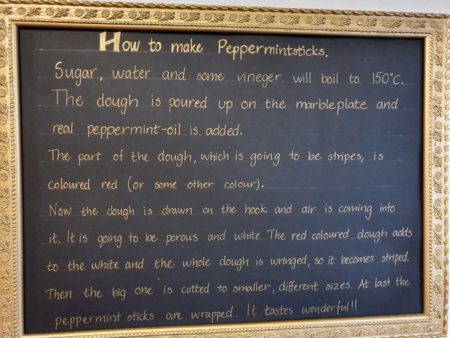 How to make Peppermintsticks.
Sugar, water and some vineger will boil to 150°C.
The dough is poured up on the marbleplate and
real peppermint-oil is added.
The part of the dough, which is going to be stripes, is
coloured red (or some other colour).
Now the dough is drawn on the hook and air is coming into
it. It is going to be porous and white. The red coloured dough adds
to the white and the whole dough is wringed, so it becomes striped.
Then the big one is cutted to smaller, different sizes. At last the
peppermint sticks are wrapped. It tastes wonderful!!